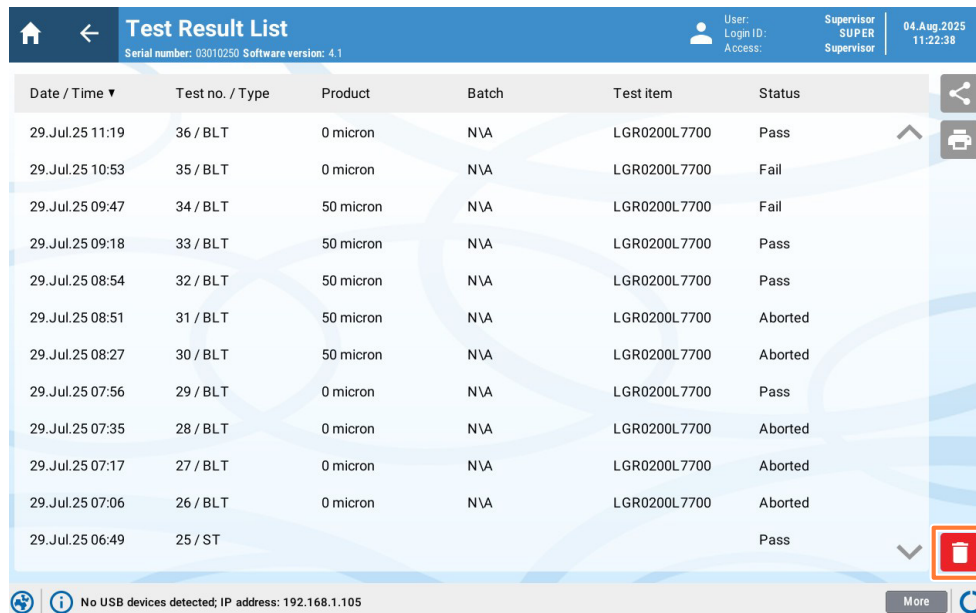 Test Result List
Serial number: 03010250 Software version: 4.1
User: Supervisor
Login ID: SUPER
Access: Supervisor
04.Aug.2025
11:22:38
Date / Time ▼ Test no. / Type Product Batch Test item Status
29.Jul.25 11:19 36 / BLT 0 micron N\A LGR0200L7700 Pass
29.Jul.25 10:53 35 / BLT 0 micron N\A LGR0200L7700 Fail
29.Jul.25 09:47 34 / BLT 50 micron N\A LGR0200L7700 Fail
29.Jul.25 09:18 33 / BLT 50 micron N\A LGR0200L7700 Pass
29.Jul.25 08:54 32 / BLT 50 micron N\A LGR0200L7700 Pass
29.Jul.25 08:51 31 / BLT 50 micron N\A LGR0200L7700 Aborted
29.Jul.25 08:27 30 / BLT 50 micron N\A LGR0200L7700 Aborted
29.Jul.25 07:56 29 / BLT 0 micron N\A LGR0200L7700 Pass
29.Jul.25 07:35 28 / BLT 0 micron N\A LGR0200L7700 Aborted
29.Jul.25 07:17 27 / BLT 0 micron N\A LGR0200L7700 Aborted
29.Jul.25 07:06 26 / BLT 0 micron N\A LGR0200L7700 Aborted
29.Jul.25 06:49 25 / ST Pass
No USB devices detected; IP address: 192.168.1.105
More